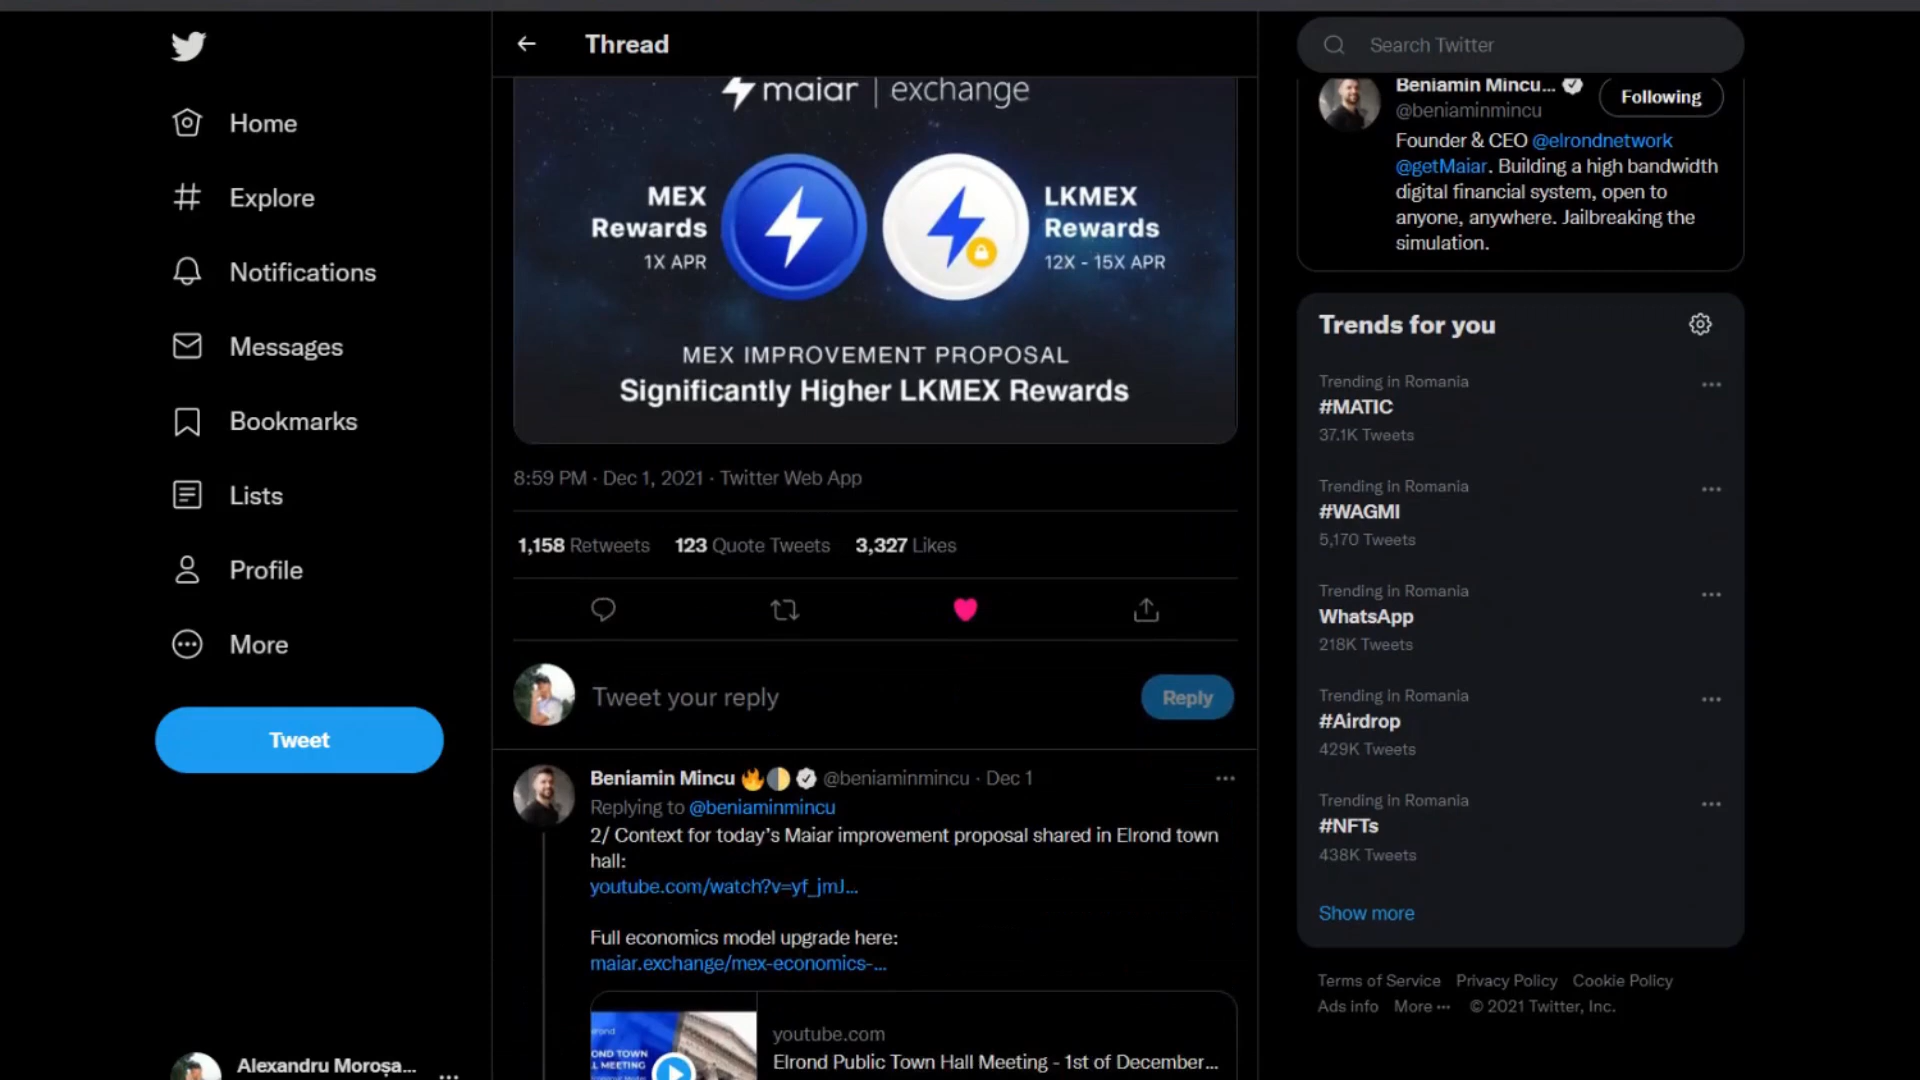 Home
Explore
Notifications
Messages
Bookmarks
Lists
Profile
More
Tweet
Alexandru Moroșa...
Thread
maiar | exchange
MEX
Rewards
1X APR
LKMEX
Rewards
12X - 15X APR
MEX IMPROVEMENT PROPOSAL
Significantly Higher LKMEX Rewards
8:59 PM · Dec 1, 2021 · Twitter Web App
1,158 Retweets 123 Quote Tweets 3,327 Likes
Tweet your reply
Reply
Beniamin Mincu @beniaminmincu · Dec 1
Replying to @beniaminmincu
2/ Context for today’s Maiar improvement proposal shared in Elrond town
hall:
youtube.com/watch?v=yf_jmJ...
Full economics model upgrade here:
maiar.exchange/mex-economics-...
youtube.com
Elrond Public Town Hall Meeting - 1st of December...
Search Twitter
Beniamin Mincu...
@beniaminmincu
Following
Founder & CEO @elrondnetwork
@getMaiar. Building a high bandwidth
digital financial system, open to
anyone, anywhere. Jailbreaking the
simulation.
Trends for you
Trending in Romania
#MATIC
37.1K Tweets
Trending in Romania
#WAGMI
5,170 Tweets
Trending in Romania
WhatsApp
218K Tweets
Trending in Romania
#Airdrop
429K Tweets
Trending in Romania
#NFTs
438K Tweets
Show more
Terms of Service Privacy Policy Cookie Policy
Ads info More ··· © 2021 Twitter, Inc.